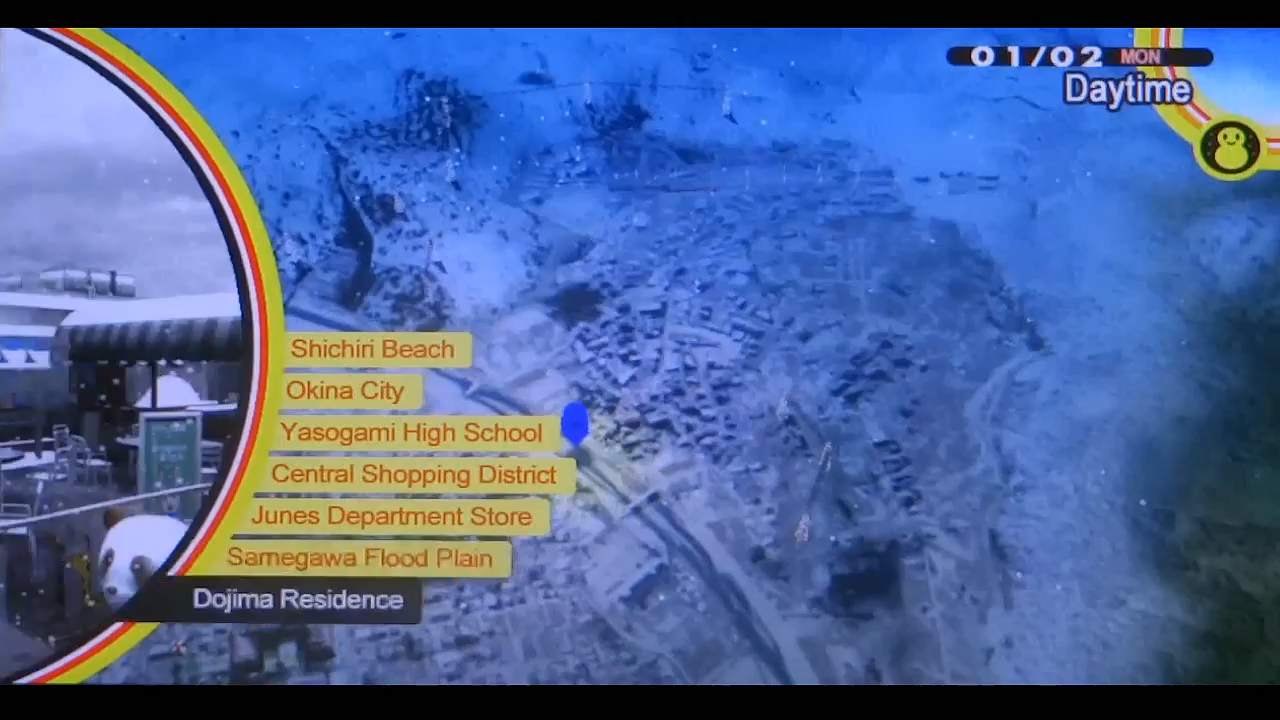 01/02 MON
Daytime
Shichiri Beach
Okina City
Yasogami High School
Central Shopping District
Junes Department Store
Samegawa Flood Plain
Dojima Residence